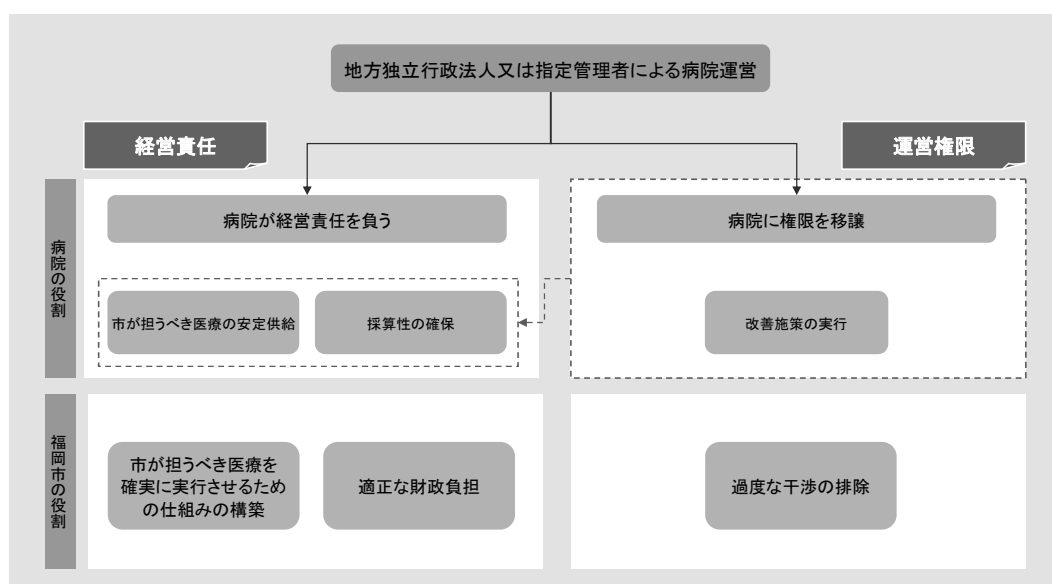 地方独立行政法人又は指定管理者による病院運営
経営責任
運営権限
病院の役割
病院が経営責任を負う
病院に権限を移譲
市が担うべき医療の安定供給
採算性の確保
改善施策の実行
福岡市の役割
市が担うべき医療を
確実に実行させるため
の仕組みの構築
適正な財政負担
過度な干渉の排除